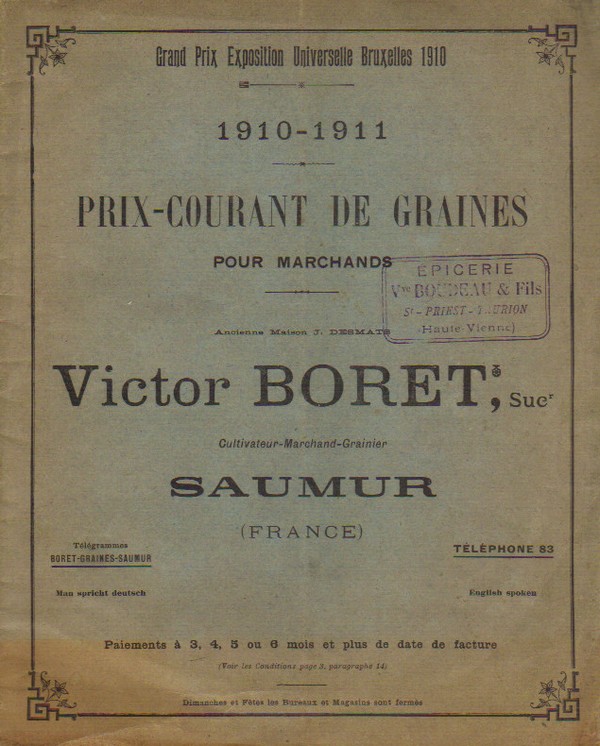 Grand Prix Exposition Universelle Bruxelles 1910
1910-1911
PRIX-COURANT DE GRAINES
POUR MARCHANDS
EPICERIE
Vve BOUDEAU & Fils
St-PRIEST-TAURION
(Haute-Vienne)
Ancienne Maison J. DESMATS
Victor BORET, Sucr
Cultivateur-Marchand-Grainier
SAUMUR
(FRANCE)
Télégrammes
BORET-GRAINES-SAUMUR
TÉLÉPHONE 83
Man spricht deutsch
English spoken
Paiements à 3, 4, 5 ou 6 mois et plus de date de facture
(Voir les Conditions page 3, paragraphe 14)
Dimanches et Fêtes les Bureaux et Magasins sont fermés